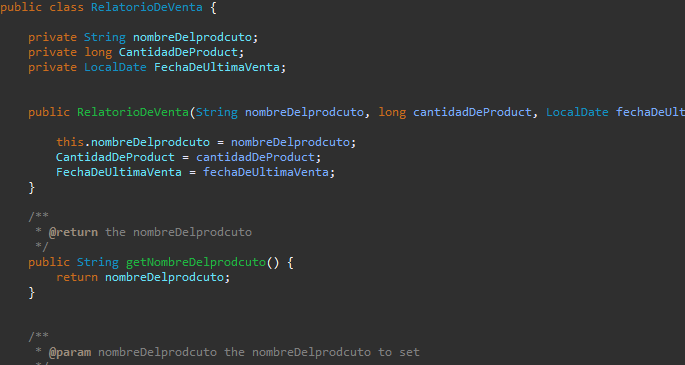 public class RelatorioDeVenta {
private String nombreDelprodcuto;
private long CantidadDeProduct;
private LocalDate FechaDeUltimaVenta;
public RelatorioDeVenta(String nombreDelprodcuto, long cantidadDeProduct, LocalDate fechaDeUlt
this.nombreDelprodcuto = nombreDelprodcuto;
CantidadDeProduct = cantidadDeProduct;
FechaDeUltimaVenta = fechaDeUltimaVenta;
}
/**
* @return the nombreDelprodcuto
*/
public String getNombreDelprodcuto() {
return nombreDelprodcuto;
}
/**
* @param nombreDelprodcuto the nombreDelprodcuto to set
*/